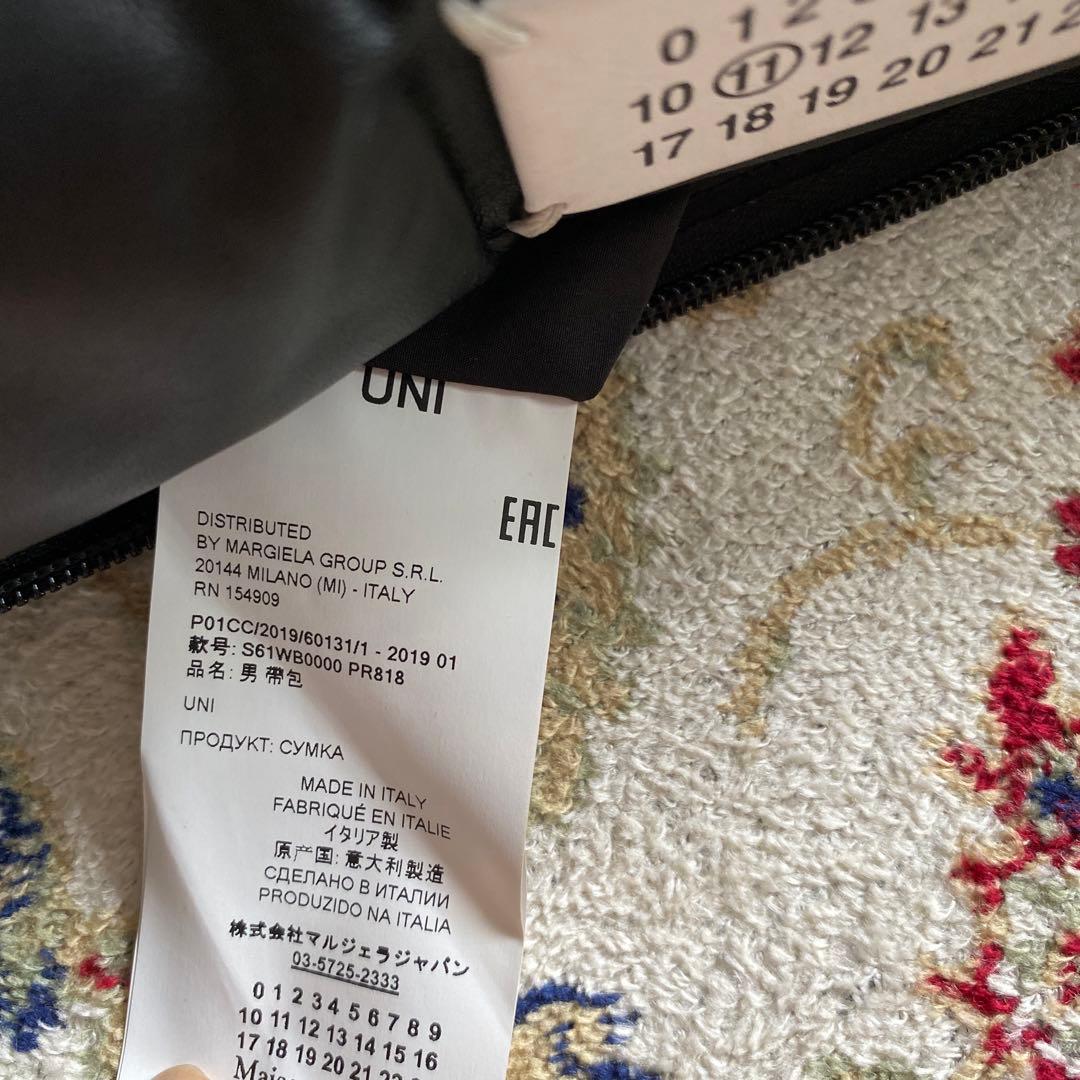 0 1 2
10 11 12 13
17 18 19 20 21
UNI
EAC
DISTRIBUTED
BY MARGIELA GROUP S.R.L.
20144 MILANO (MI) - ITALY
RN 154909
P01CC/2019/60131/1 - 2019 01
款号: S61WB0000 PR818
品名: 男 帶包
UNI
ПРОДУКТ: СУМКА
MADE IN ITALY
FABRIQUÉ EN ITALIE
イタリア製
原产国: 意大利製造
СДЕЛАНО В ИТАЛИИ
PRODUZIDO NA ITALIA
株式会社マルジェラジャパン
03-5725-2333
0 1 2 3 4 5 6 7 8 9
10 11 12 13 14 15 16
17 18 19 20 21 22